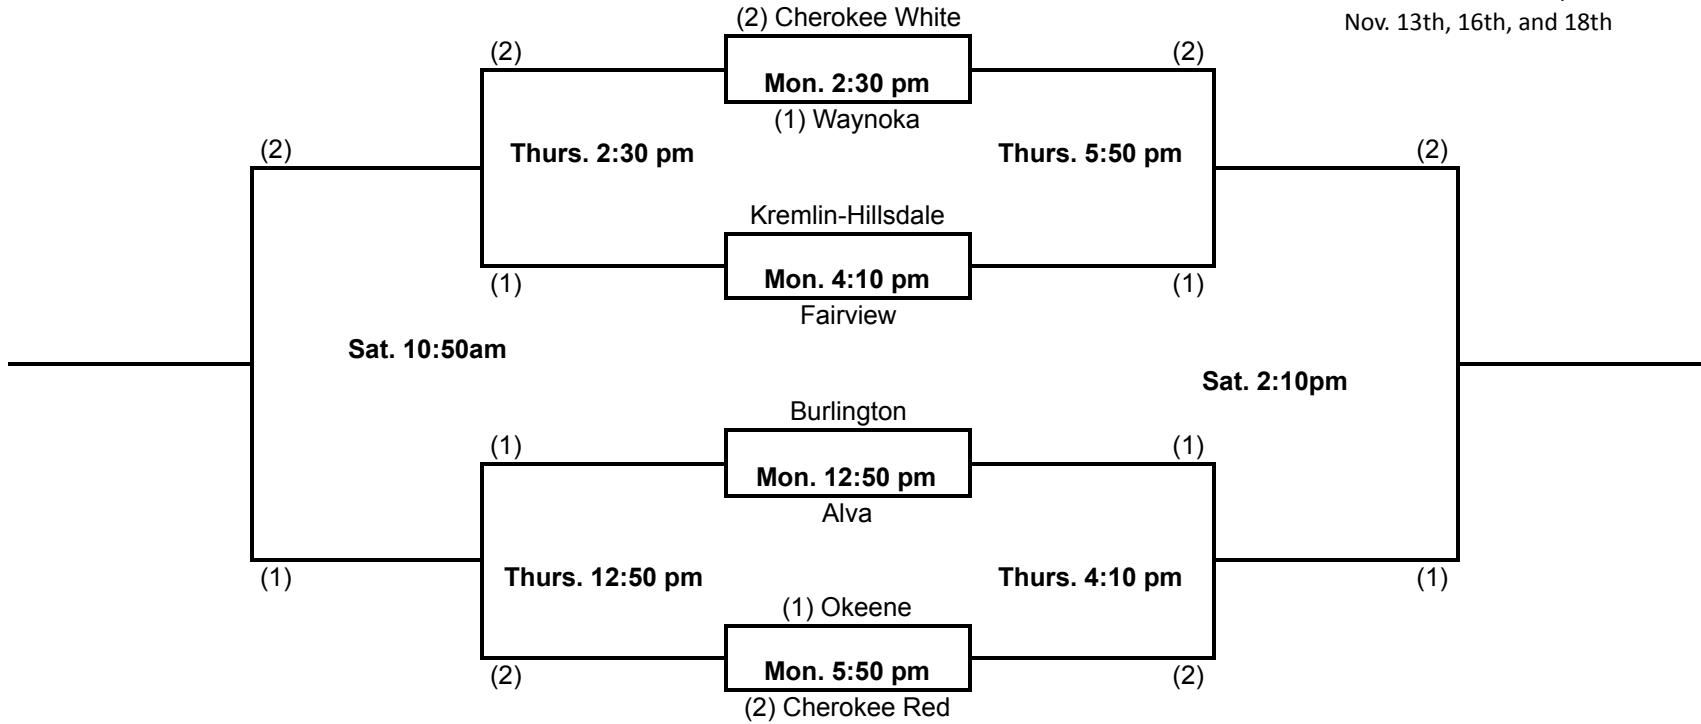 (2) Cherokee White
Nov. 13th, 16th, and 18th
(2)
(2)
Mon. 2:30 pm
(1) Waynoka
(2)
Thurs. 2:30 pm
Thurs. 5:50 pm
(2)
Kremlin-Hillsdale
(1)
Mon. 4:10 pm
(1)
Fairview
Sat. 10:50am
Sat. 2:10pm
Burlington
(1)
(1)
Mon. 12:50 pm
Alva
(1)
Thurs. 12:50 pm
Thurs. 4:10 pm
(1)
(1) Okeene
(2)
Mon. 5:50 pm
(2)
(2) Cherokee Red